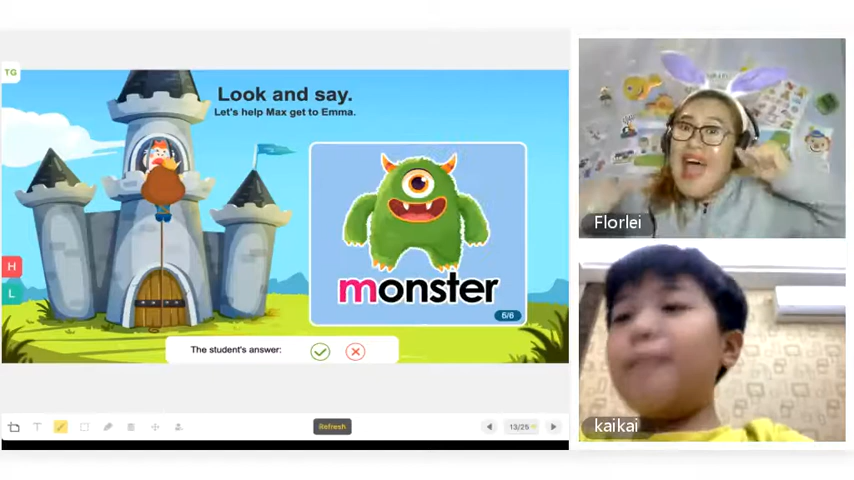 TG
Look and say.
Let's help Max get to Emma.
monster
5/6
H
L
The student's answer:
Refresh
13/25
Florlei
kaikai